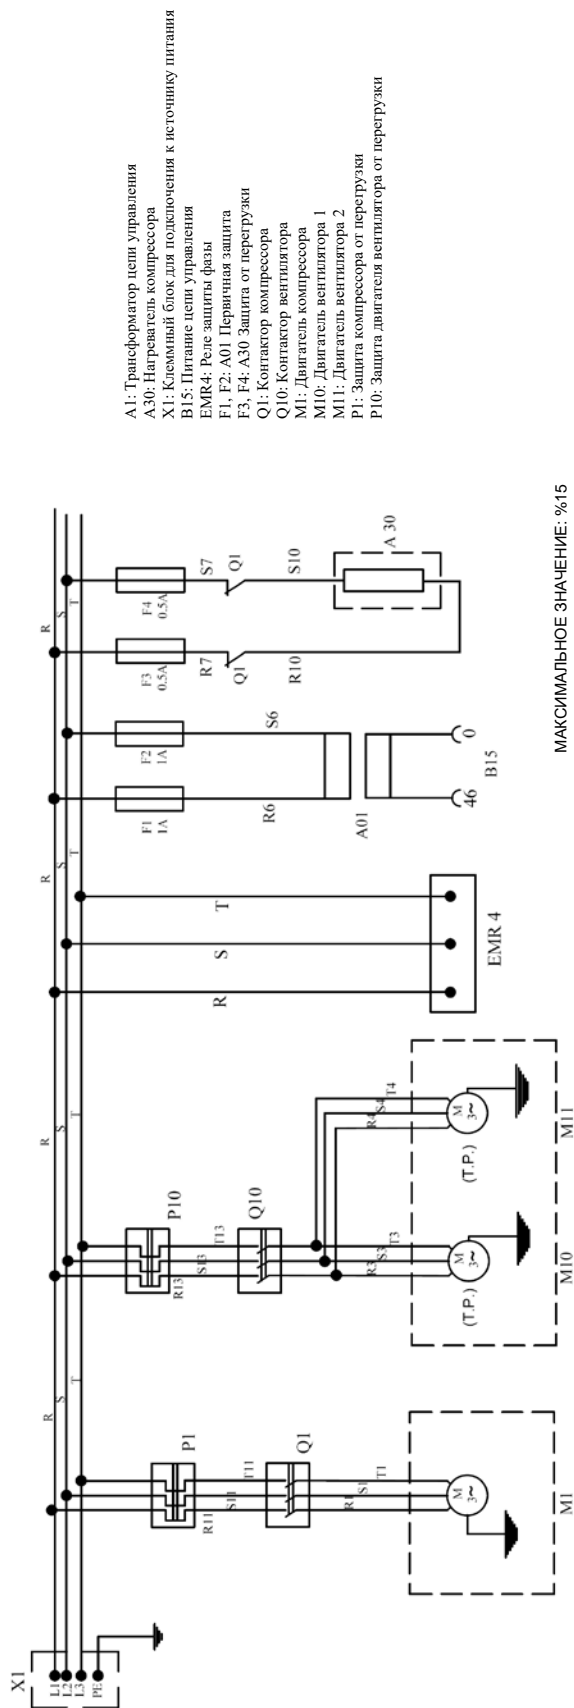 A1: Трансформатор цепи управления
A30: Нагреватель компрессора
X1: Клеммный блок для подключения к источнику питания
B15: Питание цепи управления
EMR4: Реле защиты фазы
F1, F2: A01 Первичная защита
F3, F4: A30 Защита от перегрузки
Q1: Контактор компрессора
Q10: Контактор вентилятора
M1: Двигатель компрессора
M10: Двигатель вентилятора 1
M11: Двигатель вентилятора 2
P1: Защита компрессора от перегрузки
P10: Защита двигателя вентилятора от перегрузки
X1
L1
L2
L3
PE
R
S
T
P1
R11
S11
T11
Q1
R1
S1
T1
M
3~
M1
R
S
T
P10
R13
S13
T13
Q10
R3
S3
T3
R4
S4
T4
M
3~
(T.P.)
M10
M
3~
(T.P.)
M11
R
S
T
R
S
T
EMR 4
F1
1A
F2
1A
R6
S6
A01
46
0
B15
R
S
T
F3
0.5A
F4
0.5A
R7
S7
Q1
Q1
R10
S10
A 30
МАКСИМАЛЬНОЕ ЗНАЧЕНИЕ: %15